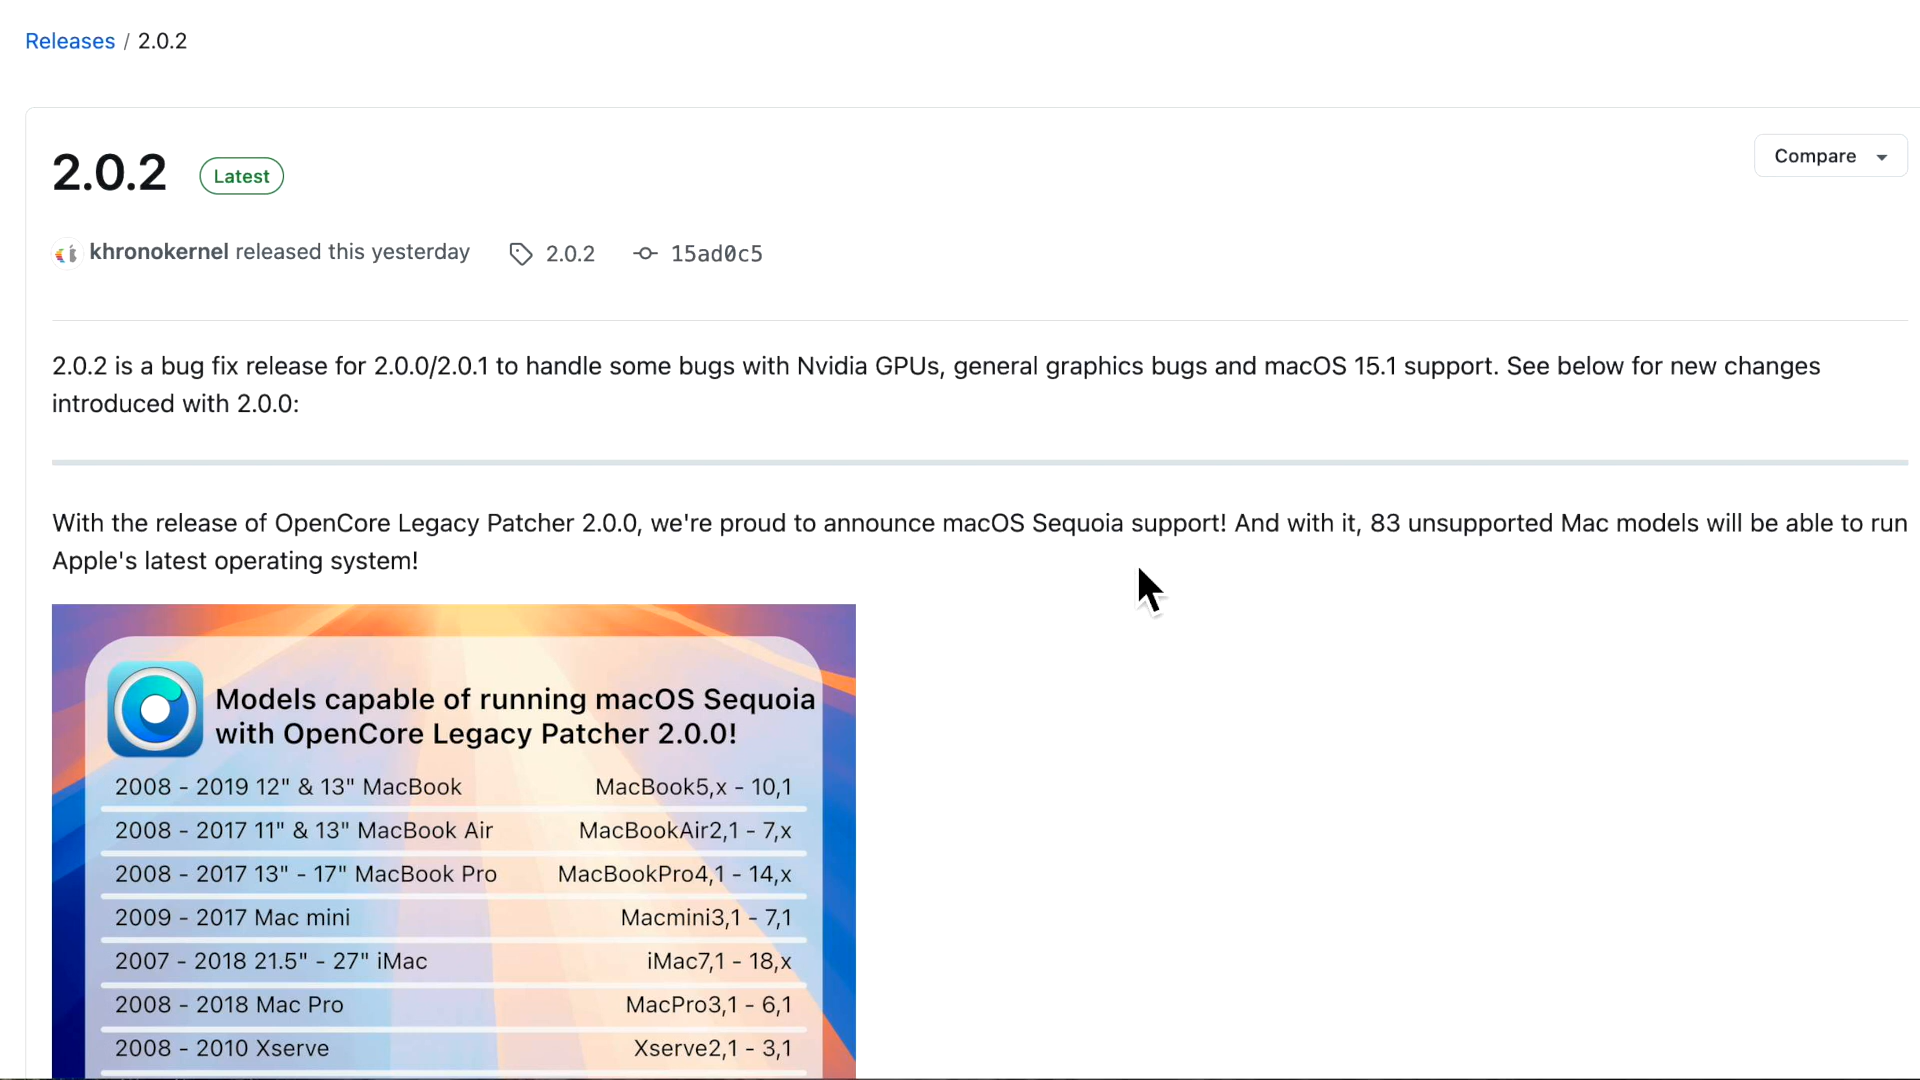 Releases / 2.0.2
2.0.2 Latest
Compare
khronokernel released this yesterday 2.0.2 15ad0c5
2.0.2 is a bug fix release for 2.0.0/2.0.1 to handle some bugs with Nvidia GPUs, general graphics bugs and macOS 15.1 support. See below for new changes
introduced with 2.0.0:
With the release of OpenCore Legacy Patcher 2.0.0, we're proud to announce macOS Sequoia support! And with it, 83 unsupported Mac models will be able to run
Apple's latest operating system!
Models capable of running macOS Sequoia
with OpenCore Legacy Patcher 2.0.0!
2008 - 2019 12" & 13" MacBook MacBook5,x - 10,1
2008 - 2017 11" & 13" MacBook Air MacBookAir2,1 - 7,x
2008 - 2017 13" - 17" MacBook Pro MacBookPro4,1 - 14,x
2009 - 2017 Mac mini Macmini3,1 - 7,1
2007 - 2018 21.5" - 27" iMac iMac7,1 - 18,x
2008 - 2018 Mac Pro MacPro3,1 - 6,1
2008 - 2010 Xserve Xserve2,1 - 3,1